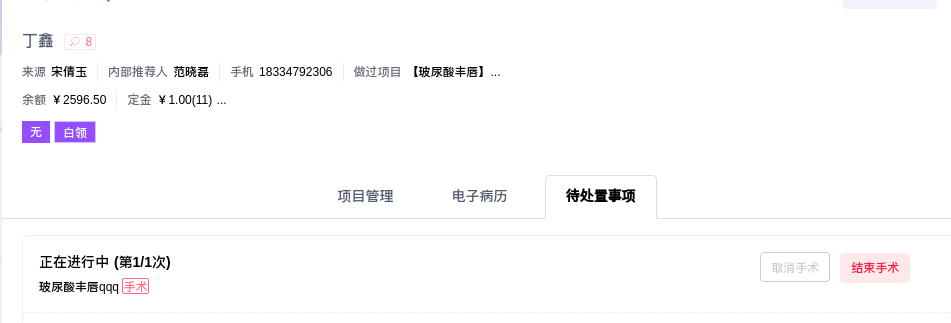 丁鑫 8
来源 宋倩玉 内部推荐人 范晓磊 手机 18334792306 做过项目 【玻尿酸丰唇】...
余额 ¥2596.50 定金 ¥1.00(11) ...
无 白领
项目管理 电子病历 待处置事项
正在进行中 (第1/1次) 取消手术 结束手术
玻尿酸丰唇qqq 手术